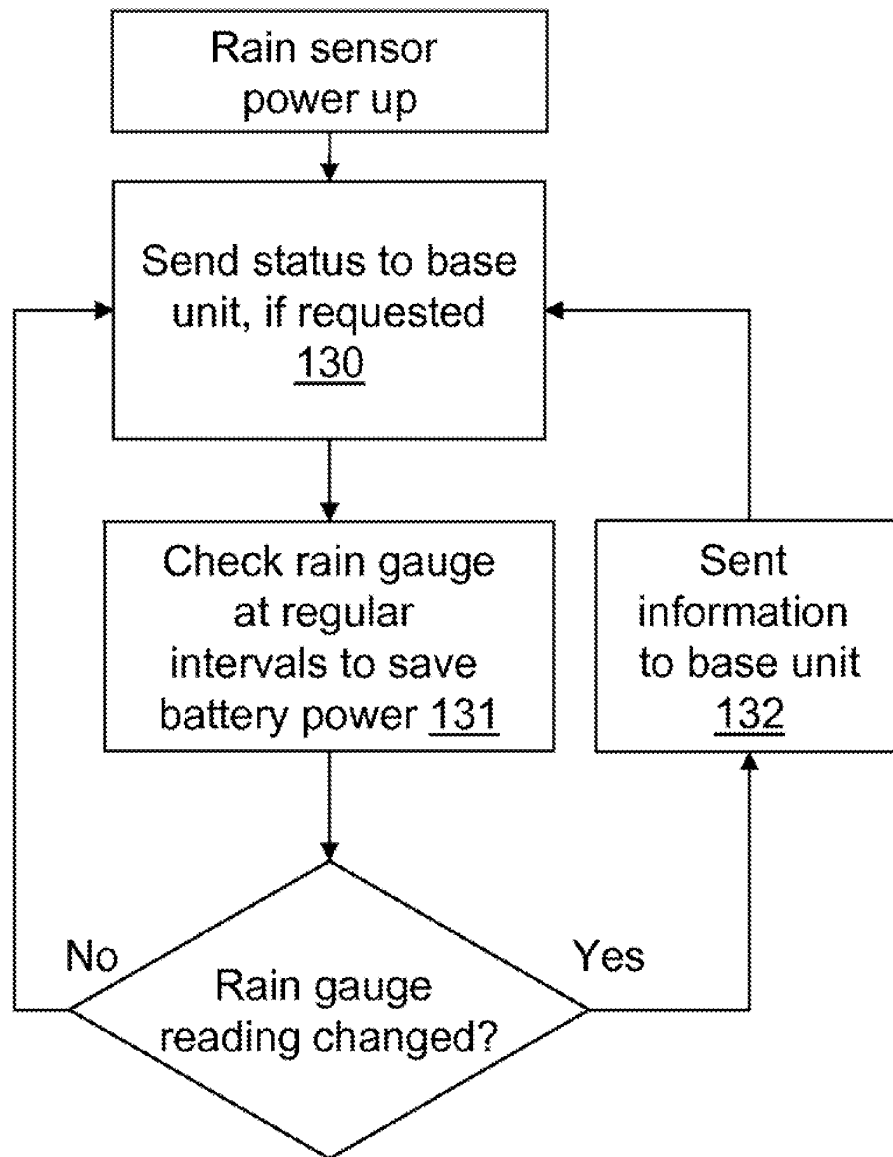 Rain sensor
power up
Send status to base
unit, if requested
130
Check rain gauge
at regular
intervals to save
battery power 131
Sent
information
to base unit
132
No
Yes
Rain gauge
reading changed?